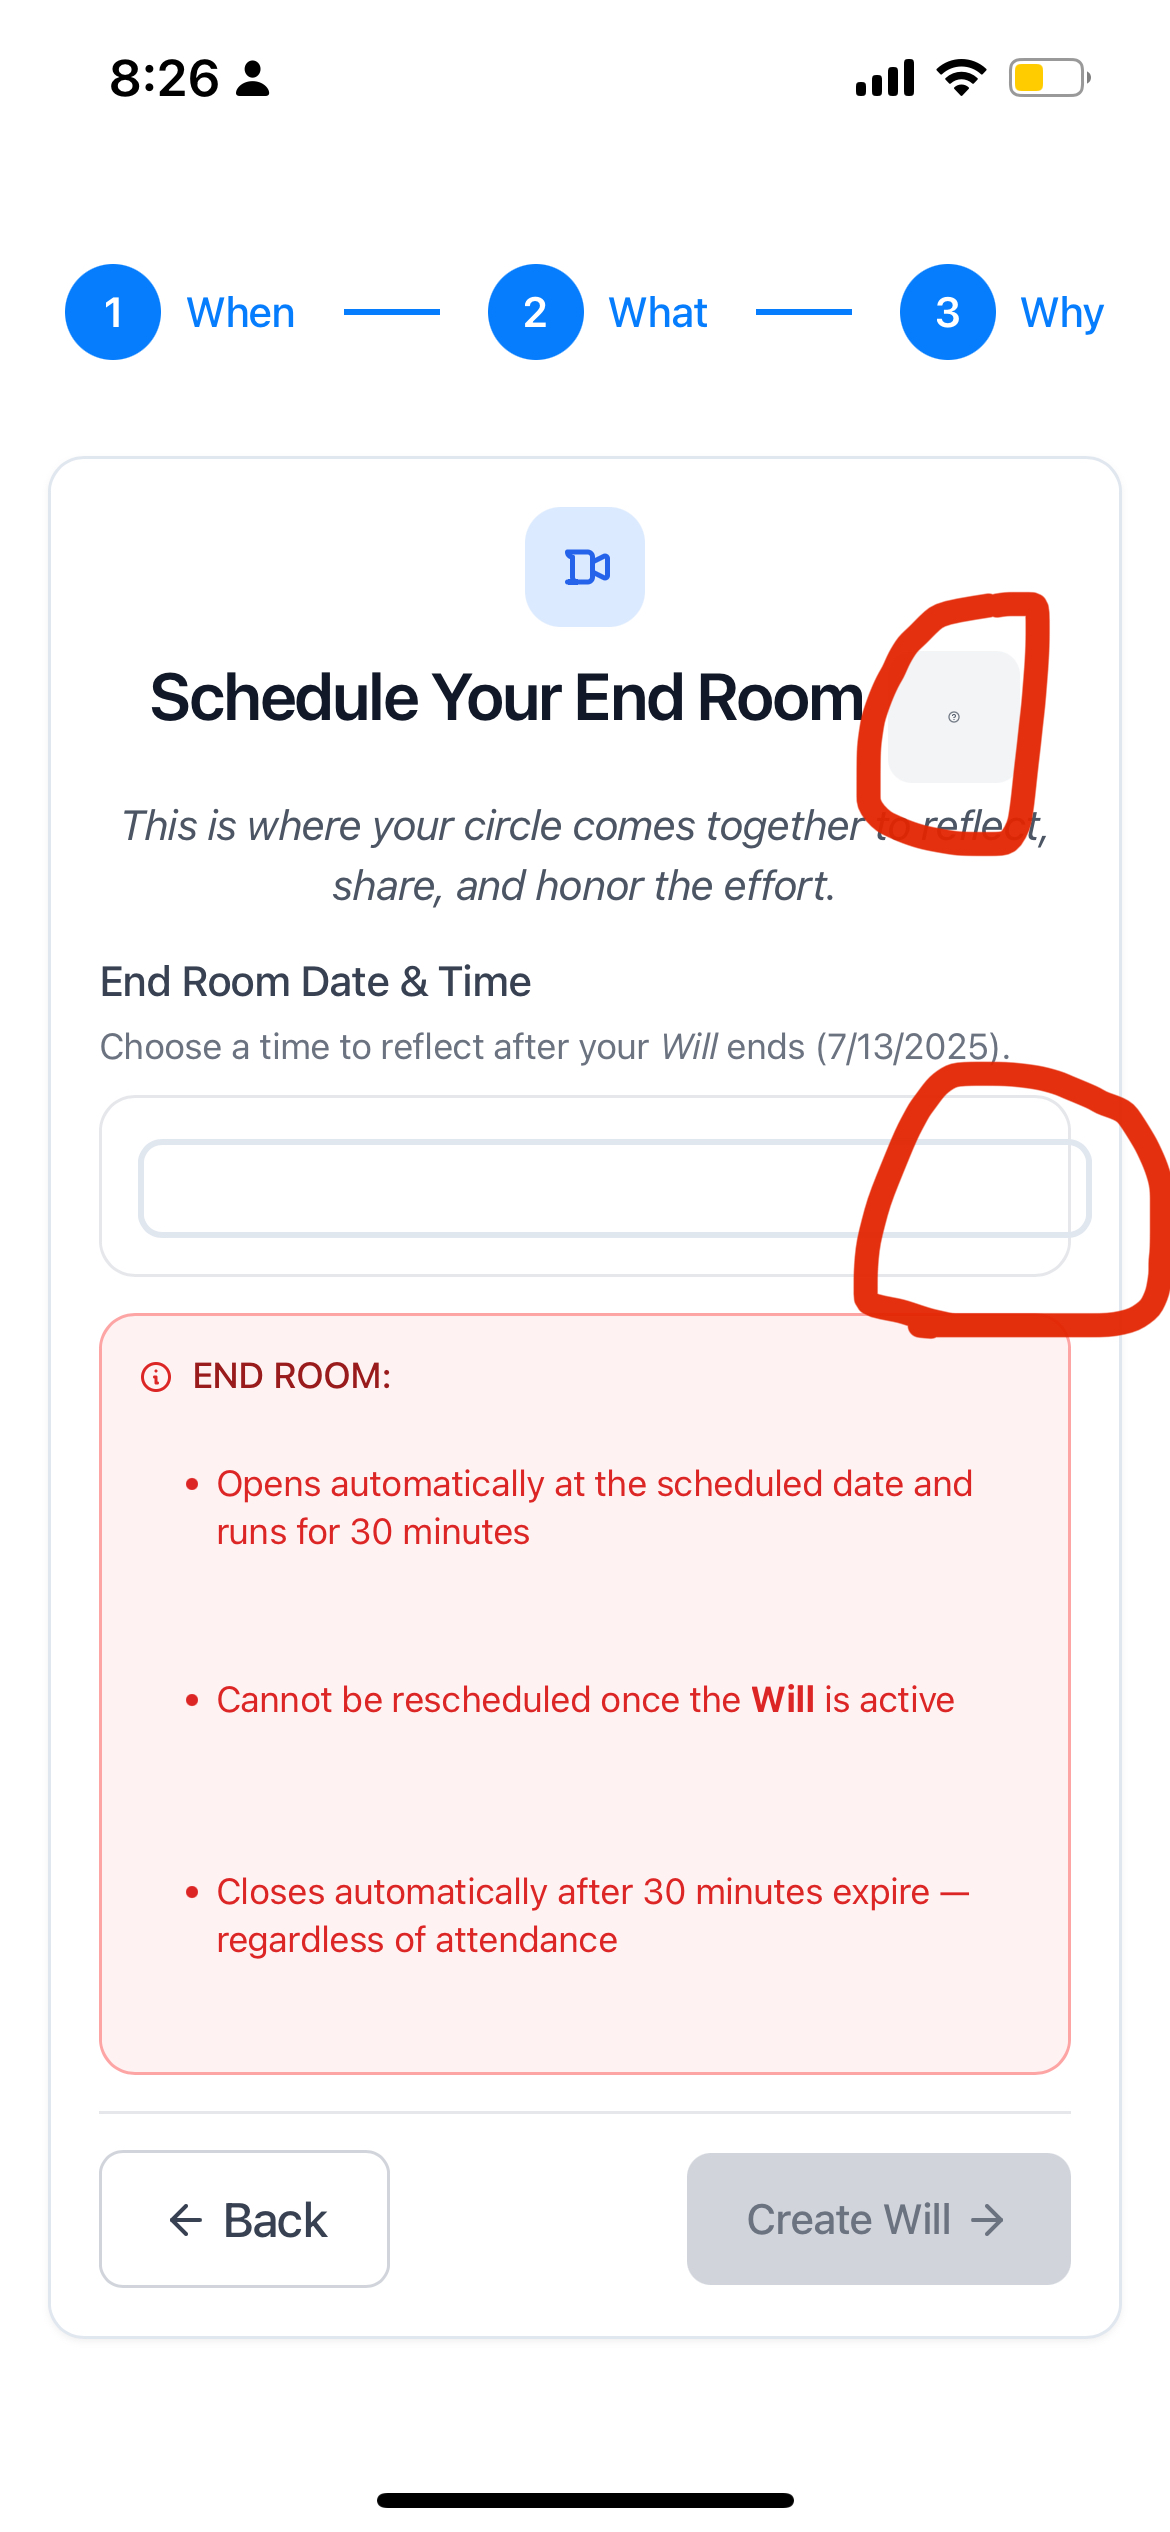 8:26
1 When 2 What 3 Why
Schedule Your End Room ?
This is where your circle comes together to reflect,
share, and honor the effort.
End Room Date & Time
Choose a time to reflect after your Will ends (7/13/2025).
END ROOM:
• Opens automatically at the scheduled date and
runs for 30 minutes
• Cannot be rescheduled once the Will is active
• Closes automatically after 30 minutes expire —
regardless of attendance
← Back
Create Will →